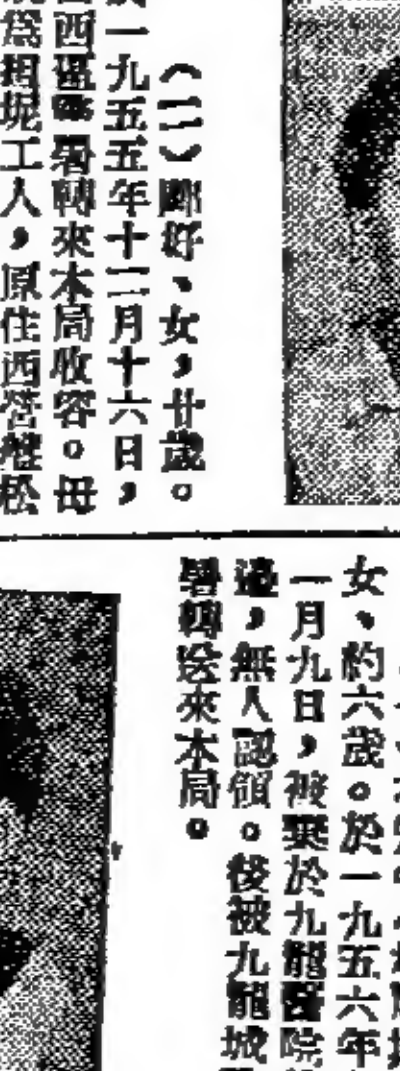 （二）鄭好、女，廿歲。
一九五五年十二月十六日，
西區警署轉來本局收容。母
為担坭工人，原住西營盤松
女、約六歲。於一九五六年
一月九日，被棄於九龍醫院
邊，無人認領。後被九龍城
署轉送來本局。